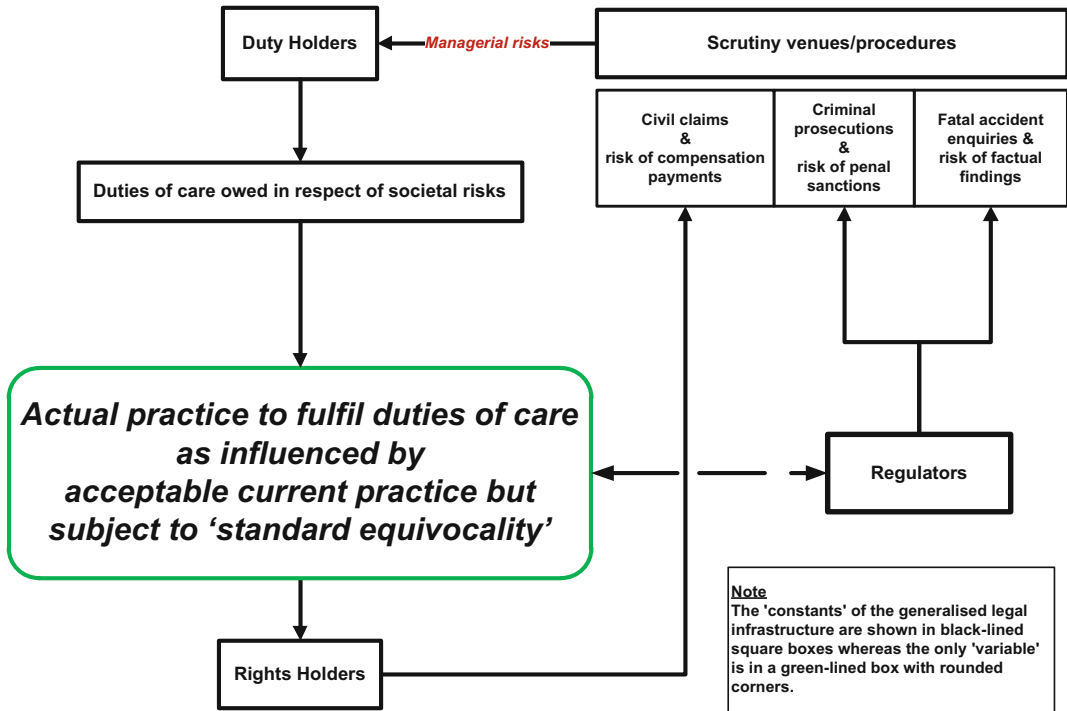 Duty Holders
Managerial risks
Scrutiny venues/procedures
Civil claims
&
risk of compensation
payments
Criminal
prosecutions
&
risk of penal
sanctions
Fatal accident
enquiries &
risk of factual
findings
Duties of care owed in respect of societal risks
Actual practice to fulfil duties of care
as influenced by
acceptable current practice but
subject to ‘standard equivocality’
Regulators
Rights Holders
Note
The 'constants' of the generalised legal
infrastructure are shown in black-lined
square boxes whereas the only 'variable'
is in a green-lined box with rounded
corners.